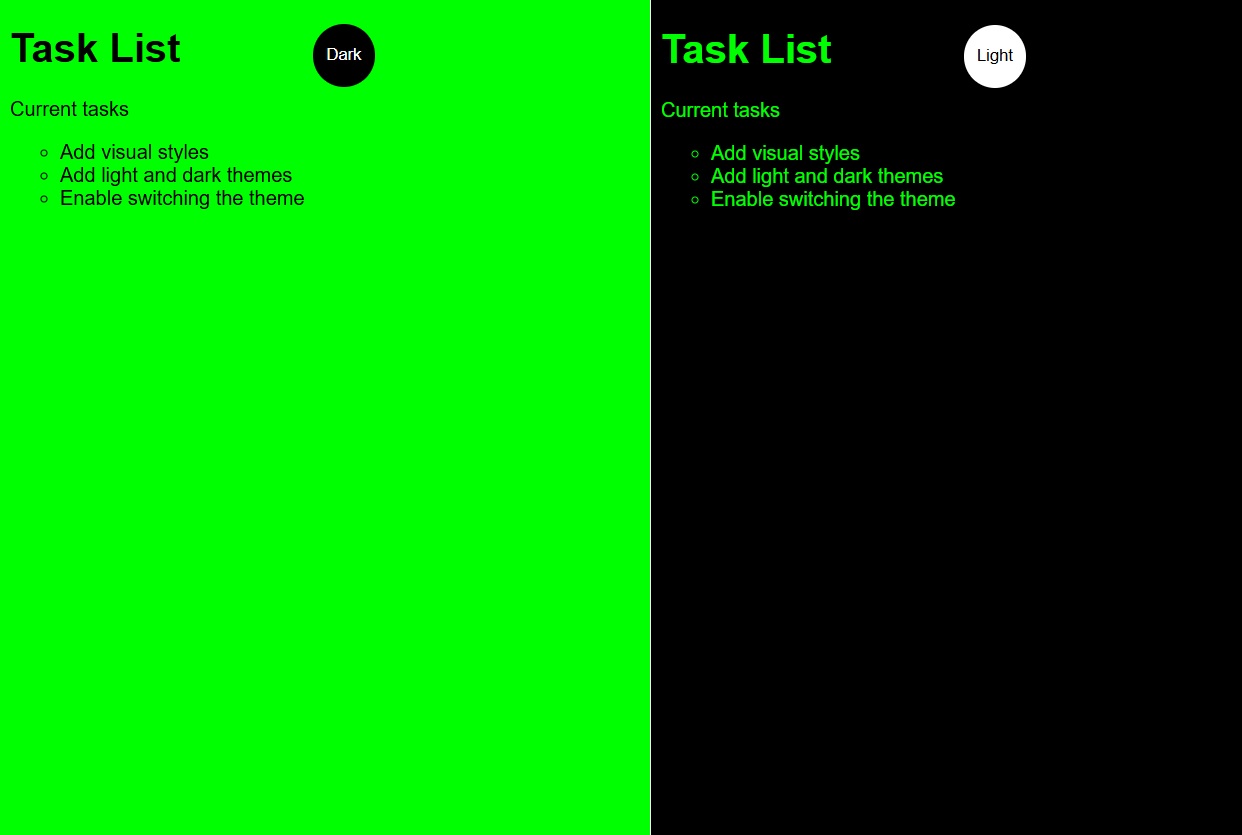 Task List
Dark
Current tasks
Add visual styles
Add light and dark themes
Enable switching the theme
Task List
Light
Current tasks
Add visual styles
Add light and dark themes
Enable switching the theme